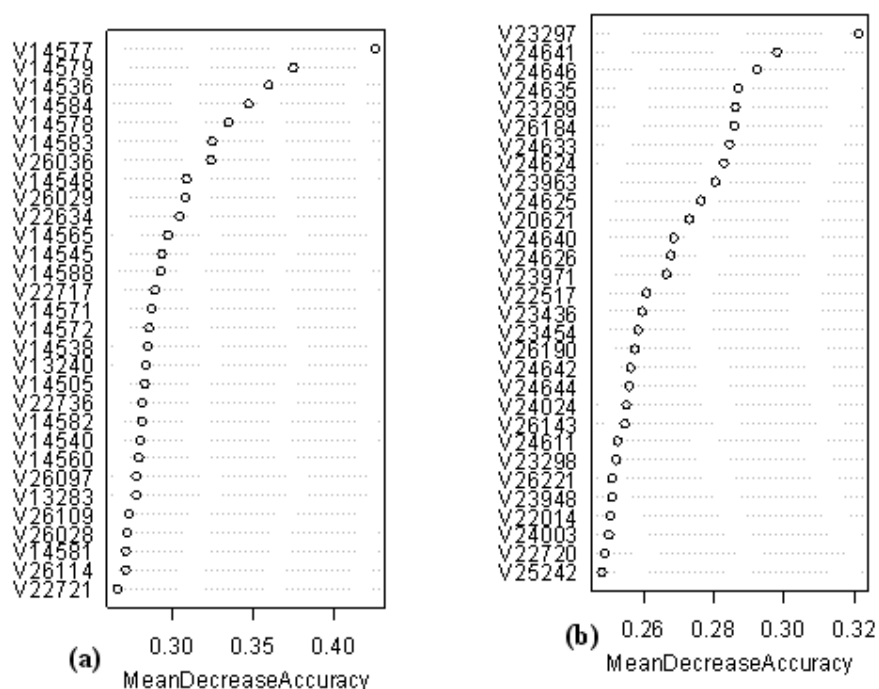 V14577
V14579
V14536
V14584
V14578
V14583
V26036
V14548
V26029
V22634
V14565
V14545
V14588
V22717
V14571
V14572
V14538
V13240
V14505
V22736
V14582
V14540
V14560
V26097
V13283
V26109
V26028
V14581
V26114
V22721
0.30 0.35 0.40
(a)
MeanDecreaseAccuracy
V23297
V24641
V24646
V24635
V23289
V26184
V24633
V24624
V23963
V24625
V20621
V24640
V24626
V23971
V22517
V23436
V23454
V26190
V24642
V24644
V24024
V26143
V24611
V23298
V26221
V23948
V22014
V24003
V22720
V25242
0.26 0.28 0.30 0.32
(b)
MeanDecreaseAccuracy